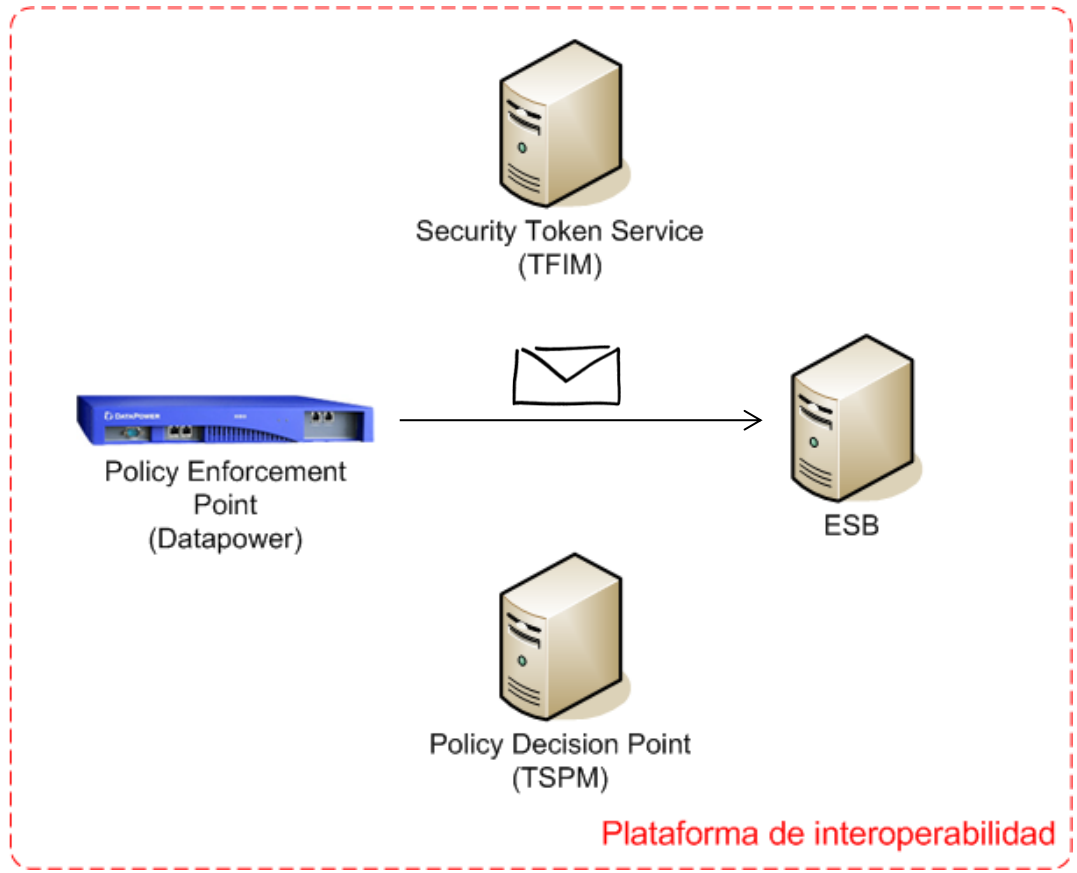 Security Token Service
(TFIM)
DATAPOWER
Policy Enforcement
Point
(Datapower)
ESB
Policy Decision Point
(TSPM)
Plataforma de interoperabilidad